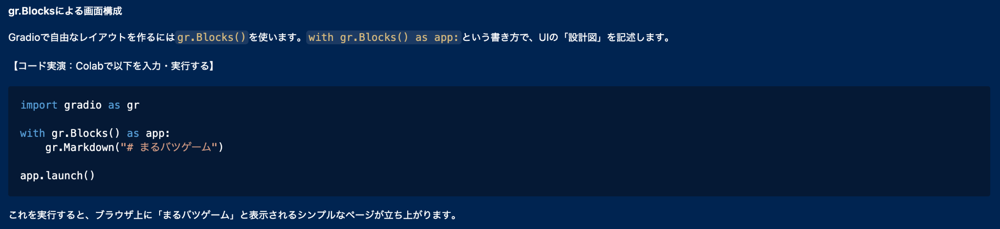 gr.Blocksによる画面構成
Gradioで自由なレイアウトを作るにはgr.Blocks()を使います。with gr.Blocks() as app:という書き方で、UIの「設計図」を記述します。
【コード実演：Colabで以下を入力・実行する】
import gradio as gr
with gr.Blocks() as app:
    gr.Markdown("# まるバツゲーム")
app.launch()
これを実行すると、ブラウザ上に「まるバツゲーム」と表示されるシンプルなページが立ち上がります。